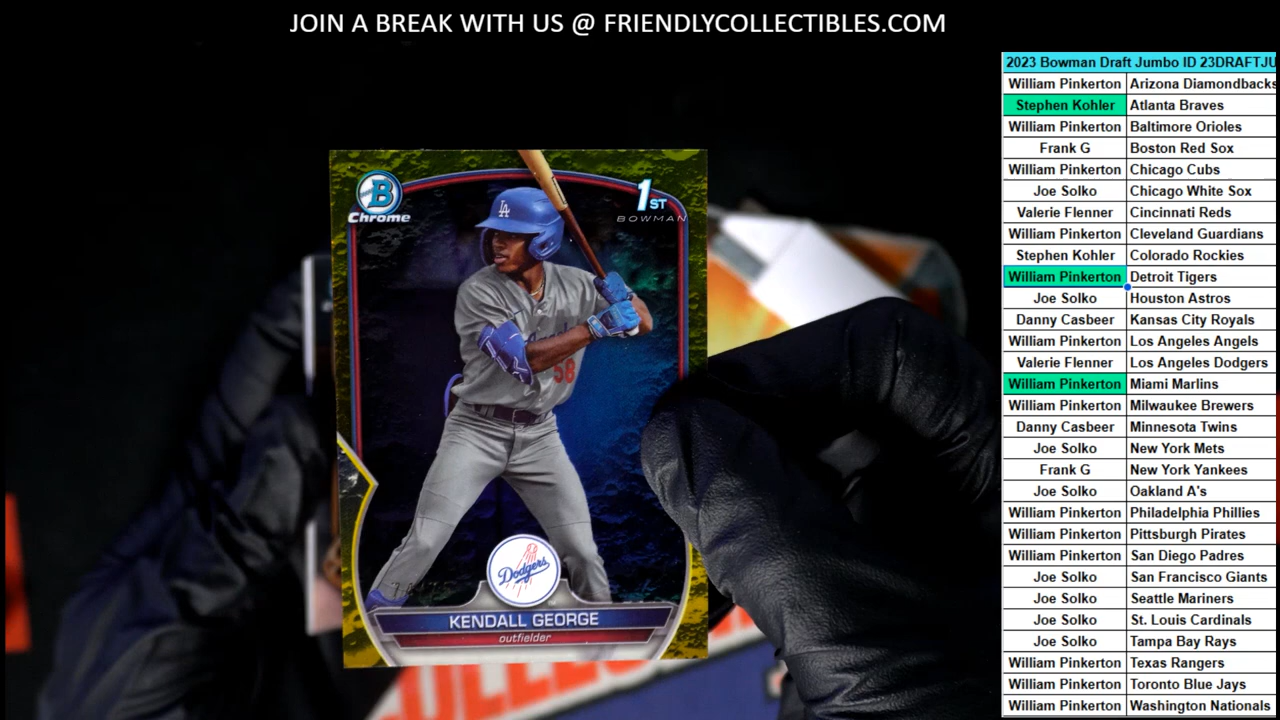 JOIN A BREAK WITH US @ FRIENDLYCOLLECTIBLES.COM
2023 Bowman Draft Jumbo ID 23DRAFTJU
William Pinkerton Arizona Diamondbacks
Stephen Kohler Atlanta Braves
William Pinkerton Baltimore Orioles
Frank G Boston Red Sox
William Pinkerton Chicago Cubs
Joe Solko Chicago White Sox
Valerie Flenner Cincinnati Reds
William Pinkerton Cleveland Guardians
Stephen Kohler Colorado Rockies
William Pinkerton Detroit Tigers
Joe Solko Houston Astros
Danny Casbeer Kansas City Royals
William Pinkerton Los Angeles Angels
Valerie Flenner Los Angeles Dodgers
William Pinkerton Miami Marlins
William Pinkerton Milwaukee Brewers
Danny Casbeer Minnesota Twins
Joe Solko New York Mets
Frank G New York Yankees
Joe Solko Oakland A's
William Pinkerton Philadelphia Phillies
William Pinkerton Pittsburgh Pirates
William Pinkerton San Diego Padres
Joe Solko San Francisco Giants
Joe Solko Seattle Mariners
Joe Solko St. Louis Cardinals
Joe Solko Tampa Bay Rays
William Pinkerton Texas Rangers
William Pinkerton Toronto Blue Jays
William Pinkerton Washington Nationals
B
Chrome
1ST
BOWMAN
LA
58
Dodgers
KENDALL GEORGE
outfielder